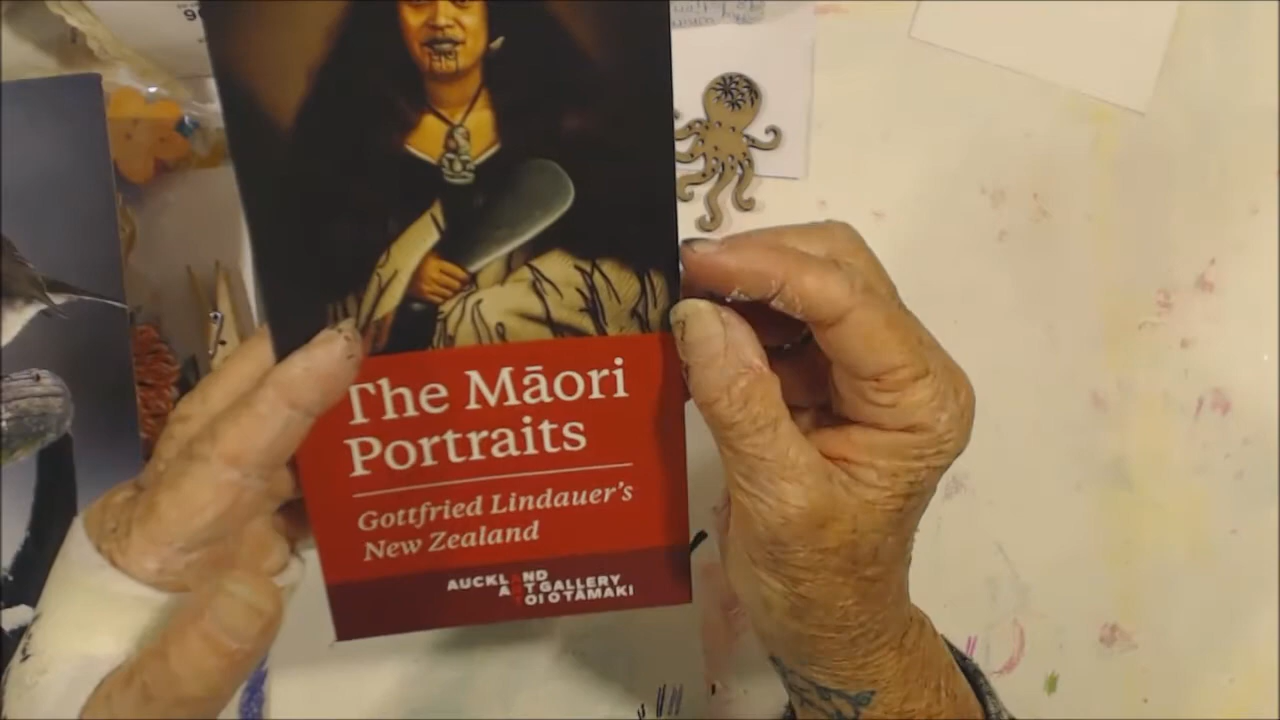 The Māori
Portraits
Gottfried Lindauer's
New Zealand
AUCKLAND
ART GALLERY
TOI O TĀMAKI